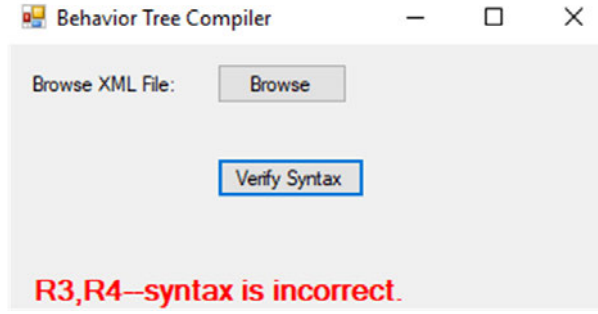 Behavior Tree Compiler
Browse XML File: Browse
Verify Syntax
R3,R4--syntax is incorrect.